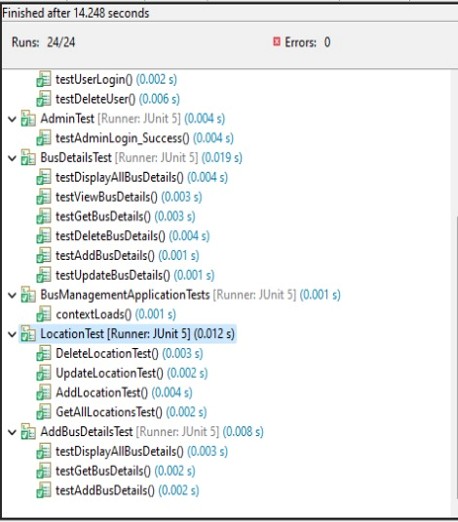 Finished after 14.248 seconds
Runs: 24/24 Errors: 0
testUserLogin() (0.002 s)
testDeleteUser() (0.006 s)
AdminTest [Runner: JUnit 5] (0.004 s)
testAdminLogin_Success() (0.004 s)
BusDetailsTest [Runner: JUnit 5] (0.019 s)
testDisplayAllBusDetails() (0.004 s)
testViewBusDetails() (0.003 s)
testGetBusDetails() (0.003 s)
testDeleteBusDetails() (0.004 s)
testAddBusDetails() (0.001 s)
testUpdateBusDetails() (0.001 s)
BusManagementApplicationTests [Runner: JUnit 5] (0.001 s)
contextLoads() (0.001 s)
LocationTest [Runner: JUnit 5] (0.012 s)
DeleteLocationTest() (0.003 s)
UpdateLocationTest() (0.002 s)
AddLocationTest() (0.004 s)
GetAllLocationsTest() (0.002 s)
AddBusDetailsTest [Runner: JUnit 5] (0.008 s)
testDisplayAllBusDetails() (0.003 s)
testGetBusDetails() (0.002 s)
testAddBusDetails() (0.002 s)